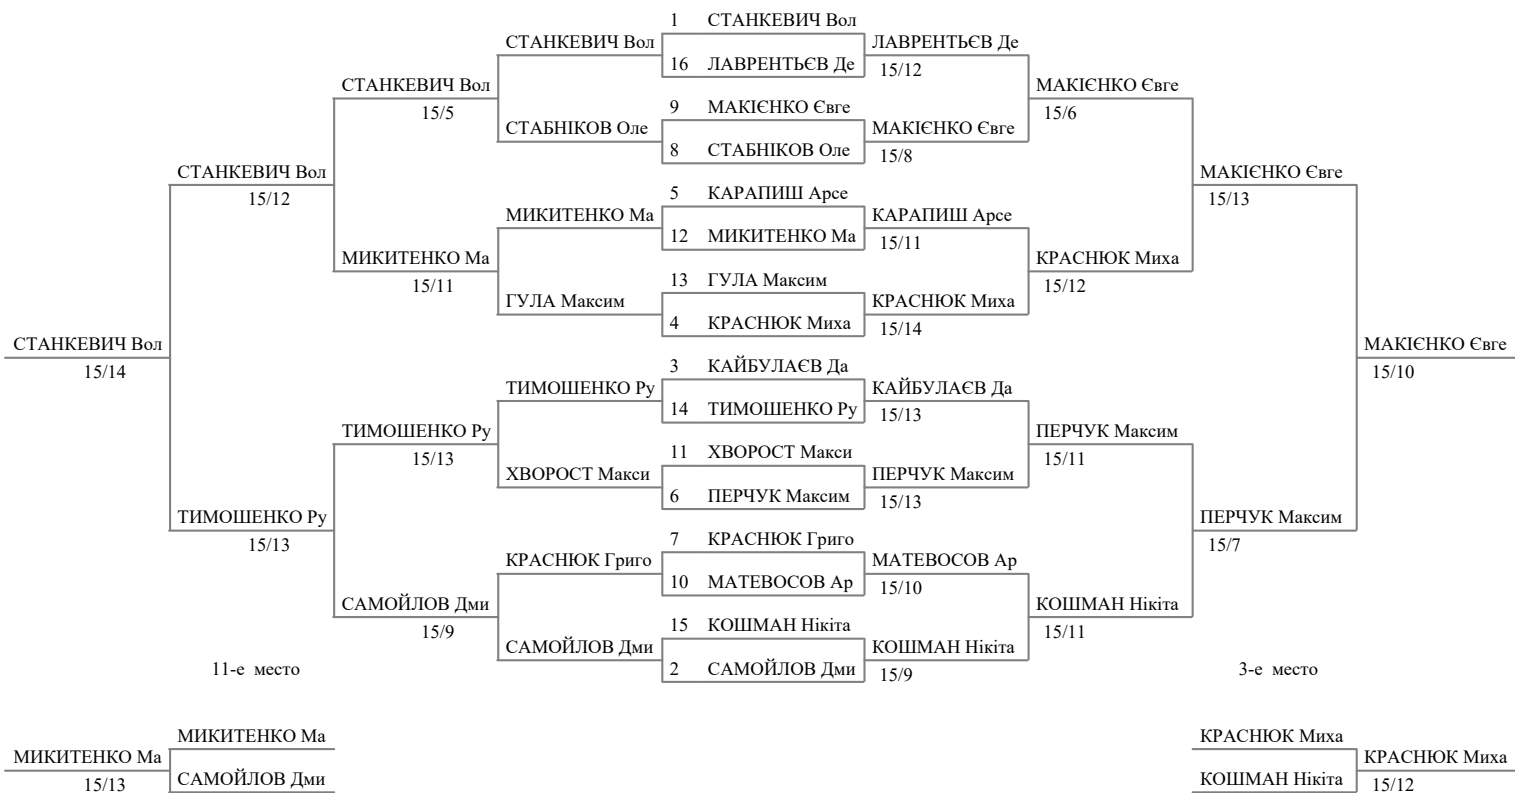 1 СТАНКЕВИЧ Вол
СТАНКЕВИЧ Вол ЛАВРЕНТЬЄВ Де
16 ЛАВРЕНТЬЄВ Де 15/12
СТАНКЕВИЧ Вол МАКІЄНКО Євге
15/5 9 МАКІЄНКО Євге 15/6
СТАБНІКОВ Оле МАКІЄНКО Євге
8 СТАБНІКОВ Оле 15/8
СТАНКЕВИЧ Вол МАКІЄНКО Євге
15/12 5 КАРАПИШ Арсе 15/13
МИКИТЕНКО Ма КАРАПИШ Арсе
12 МИКИТЕНКО Ма 15/11
МИКИТЕНКО Ма КРАСНЮК Миха
15/11 13 ГУЛА Максим 15/12
ГУЛА Максим КРАСНЮК Миха
4 КРАСНЮК Миха 15/14
СТАНКЕВИЧ Вол МАКІЄНКО Євге
15/14 3 КАЙБУЛАЄВ Да 15/10
ТИМОШЕНКО Ру КАЙБУЛАЄВ Да
14 ТИМОШЕНКО Ру 15/13
ТИМОШЕНКО Ру ПЕРЧУК Максим
15/13 11 ХВОРОСТ Макси 15/11
ХВОРОСТ Макси ПЕРЧУК Максим
6 ПЕРЧУК Максим 15/13
ТИМОШЕНКО Ру ПЕРЧУК Максим
15/13 7 КРАСНЮК Григо 15/7
КРАСНЮК Григо МАТЕВОСОВ Ар
10 МАТЕВОСОВ Ар 15/10
САМОЙЛОВ Дми КОШМАН Нікіта
15/9 15 КОШМАН Нікіта 15/11
САМОЙЛОВ Дми КОШМАН Нікіта
11-е место 2 САМОЙЛОВ Дми 15/9 3-е место
МИКИТЕНКО Ма КРАСНЮК Миха
МИКИТЕНКО Ма КРАСНЮК Миха
15/13 САМОЙЛОВ Дми КОШМАН Нікіта 15/12